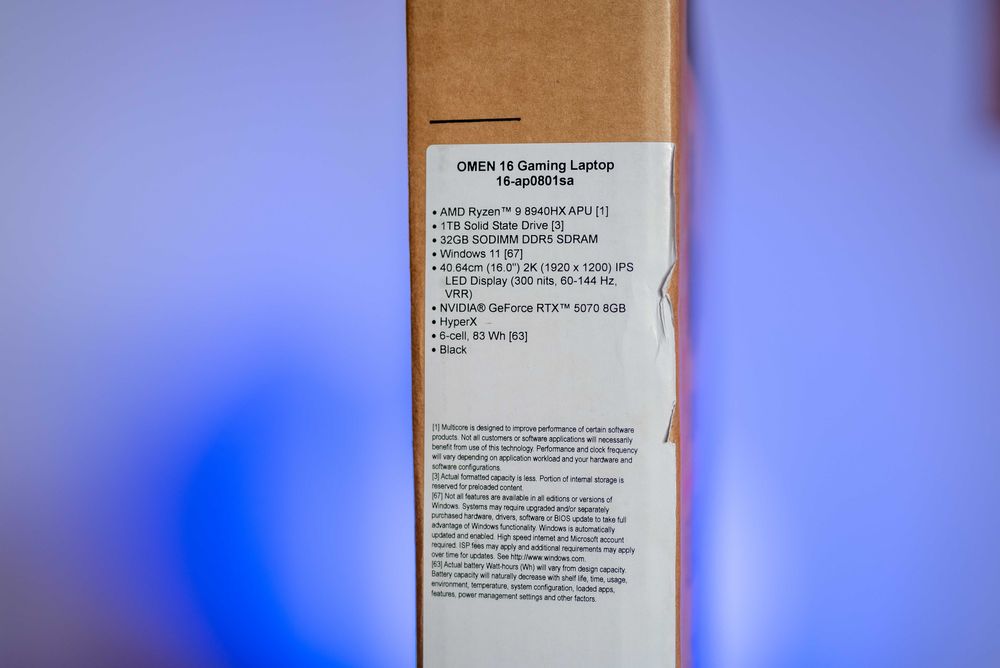 OMEN 16 Gaming Laptop
16-ap0801sa
• AMD Ryzen™ 9 8940HX APU [1]
• 1TB Solid State Drive [3]
• 32GB SODIMM DDR5 SDRAM
• Windows 11 [67]
• 40.64cm (16.0") 2K (1920 x 1200) IPS
LED Display (300 nits, 60-144 Hz,
VRR)
• NVIDIA® GeForce RTX™ 5070 8GB
• HyperX
• 6-cell, 83 Wh [63]
• Black
[1] Multicore is designed to improve performance of certain software
products. Not all customers or software applications will necessarily
benefit from use of this technology. Performance and clock frequency
will vary depending on application workload and your hardware and
software configurations.
[3] Actual formatted capacity is less. Portion of internal storage is
reserved for preloaded content.
[67] Not all features are available in all editions or versions of
Windows. Systems may require upgraded and/or separately
purchased hardware, drivers, software or BIOS update to take full
advantage of Windows functionality. Windows is automatically
updated and enabled. High speed internet and Microsoft account
required. ISP fees may apply and additional requirements may apply
over time for updates. See http://www.windows.com.
[63] Actual battery Watt-hours (Wh) will vary from design capacity.
Battery capacity will naturally decrease with shelf life, time, usage,
environment, temperature, system configuration, loaded apps,
features, power management settings and other factors.